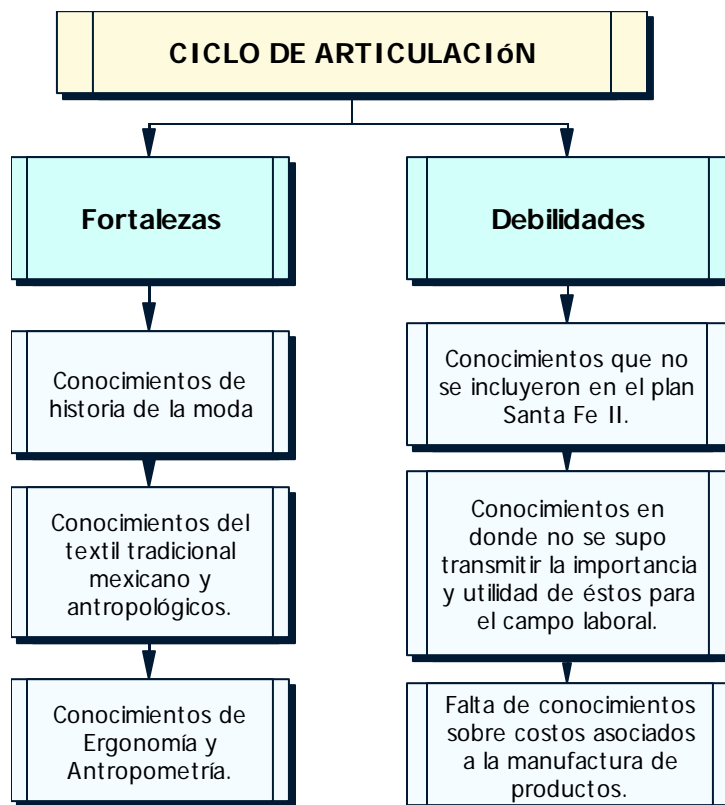 CICLO DE ARTICULACIóN
Fortalezas
Conocimientos de
historia de la moda
Conocimientos del
textil tradicional
mexicano y
antropológicos.
Conocimientos de
Ergonomía y
Antropometría.
Debilidades
Conocimientos que no
se incluyeron en el plan
Santa Fe II.
Conocimientos en
donde no se supo
transmitir la importancia
y utilidad de éstos para
el campo laboral.
Falta de conocimientos
sobre costos asociados
a la manufactura de
productos.